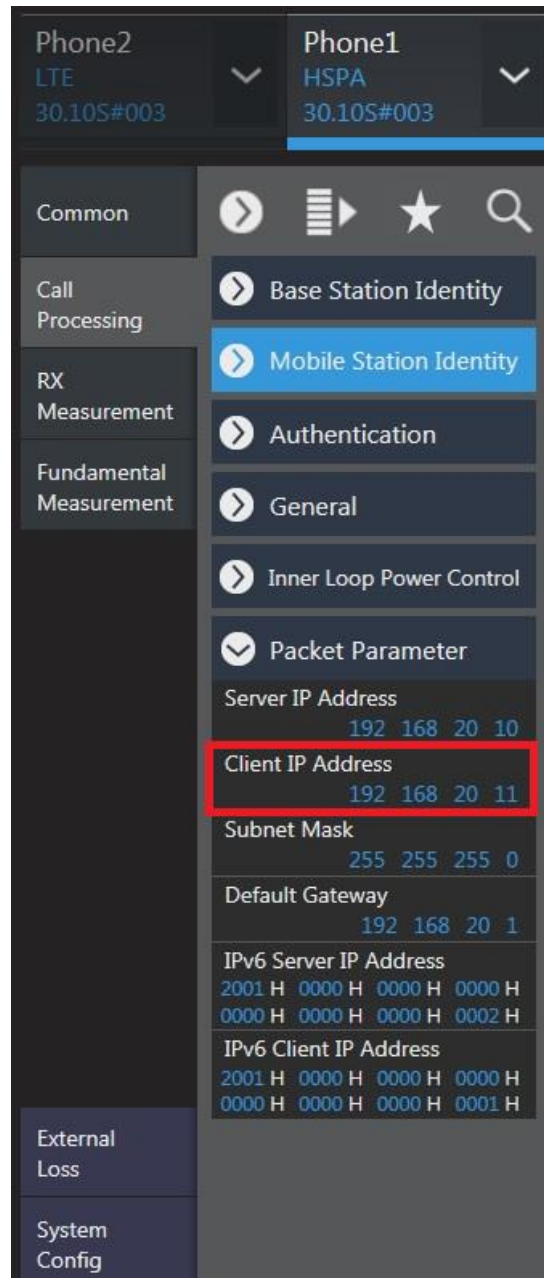 Phone2
LTE
30.10S#003
Phone1
HSPA
30.10S#003
Common
Call
Processing
RX
Measurement
Fundamental
Measurement
Base Station Identity
Mobile Station Identity
Authentication
General
Inner Loop Power Control
Packet Parameter
Server IP Address
192 168 20 10
Client IP Address
192 168 20 11
Subnet Mask
255 255 255 0
Default Gateway
192 168 20 1
IPv6 Server IP Address
2001 H 0000 H 0000 H 0000 H
0000 H 0000 H 0000 H 0002 H
IPv6 Client IP Address
2001 H 0000 H 0000 H 0000 H
0000 H 0000 H 0000 H 0001 H
External
Loss
System
Config